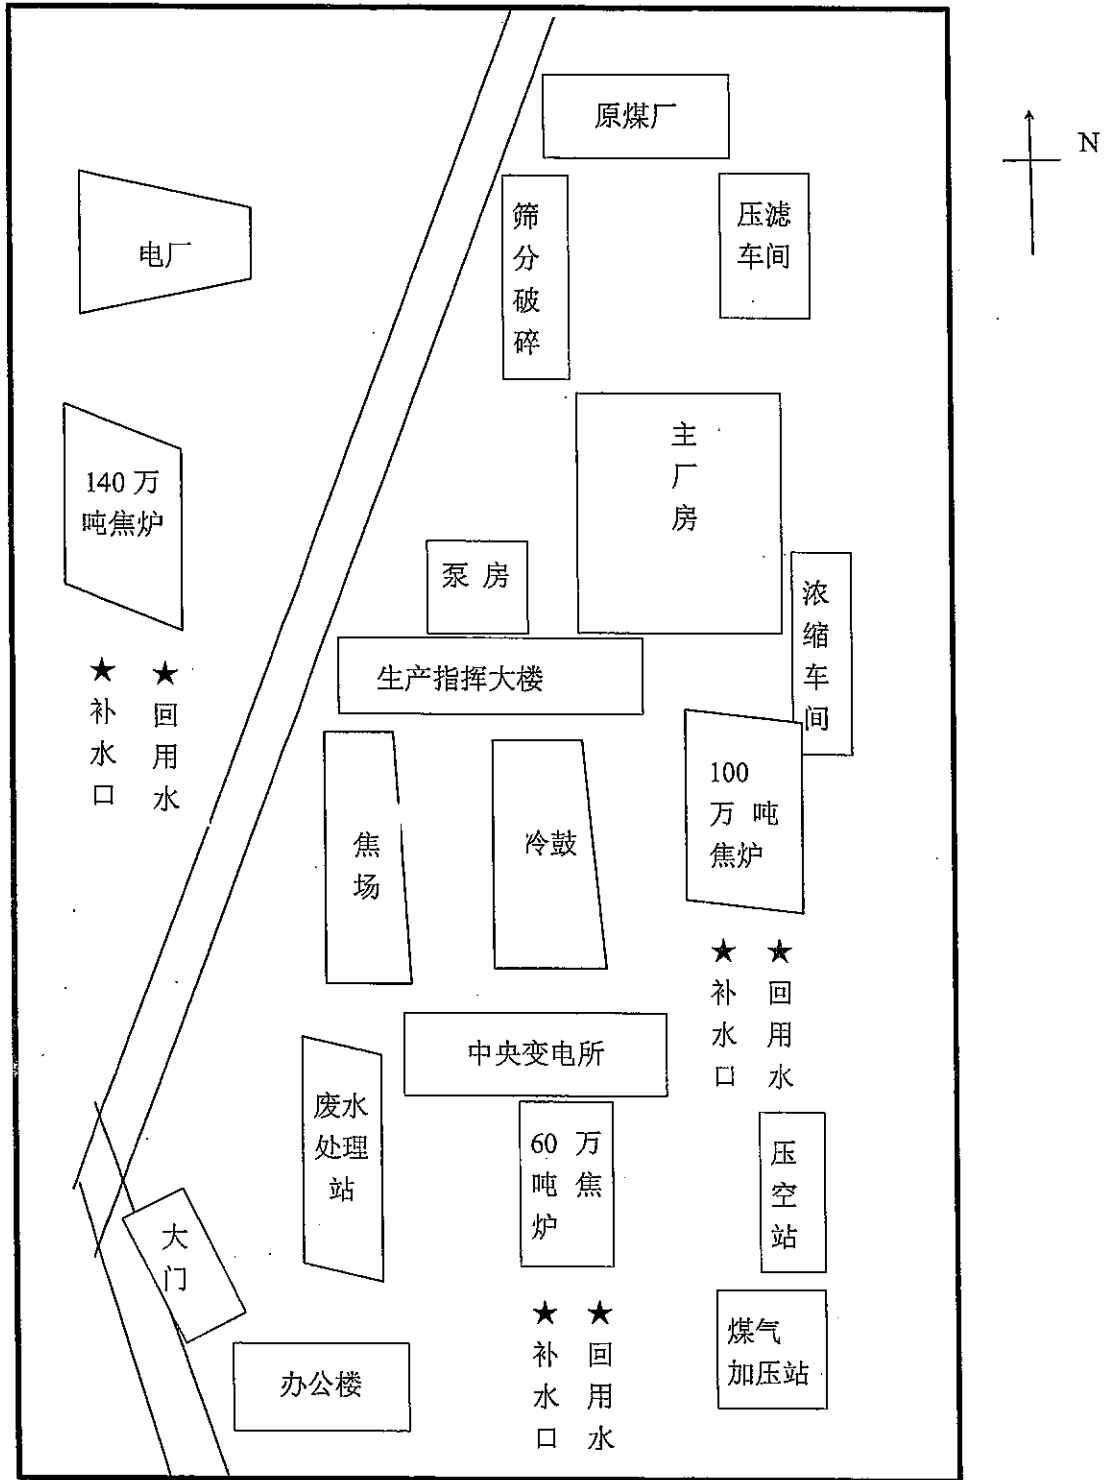 原煤厂
N
筛
分
破
碎
压滤
车间
电厂
主
厂
房
140 万
吨焦炉
泵 房
浓
缩
车
间
生产指挥大楼
★ ★
补 回
水 用
口 水
100
万 吨
焦炉
焦
场
冷鼓
★ ★
补 回
水 用
口 水
中央变电所
废水
处理
站
60 万
吨 焦
炉
压
空
站
大
门
★ ★
补 回
水 用
口 水
煤气
加压站
办公楼